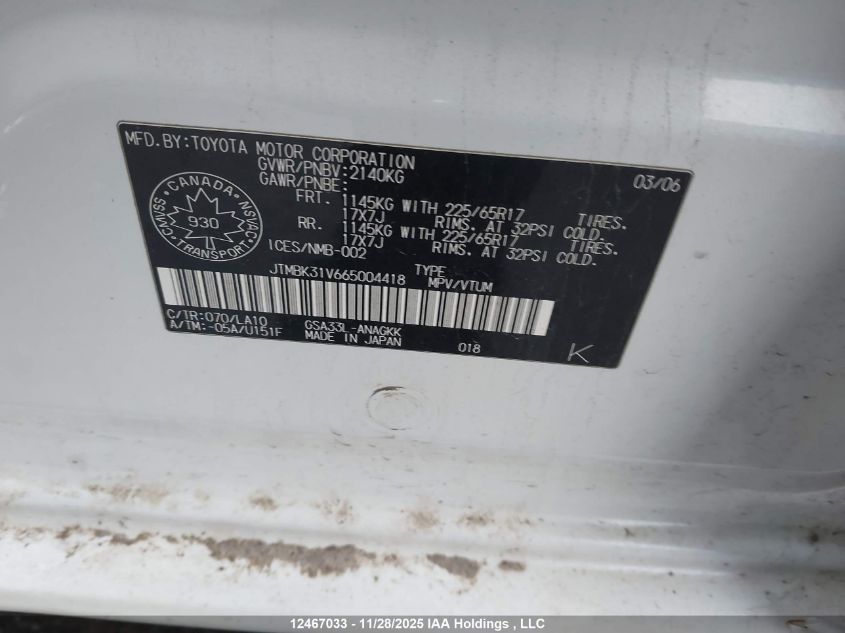 MFD.BY:TOYOTA MOTOR CORPORATION 03/06
GVWR/PNBV:2140KG
GAWR/PNBE:
FRT. 1145KG WITH 225/65R17 TIRES.
17X7J RIMS. AT 32PSI COLD.
RR. 1145KG WITH 225/65R17 TIRES.
17X7J RIMS. AT 32PSI COLD.
CANADA
CMVSS 930 NSVAC
TRANSPORT
ICES/NMB-002
JTMBK31V665004418 TYPE
MPV/VTUM
C/TR:070/LA10 GSA33L-ANAGKK
A/TM:-05A/U151F MADE IN JAPAN 018 K
12467033 - 11/28/2025 IAA Holdings , LLC